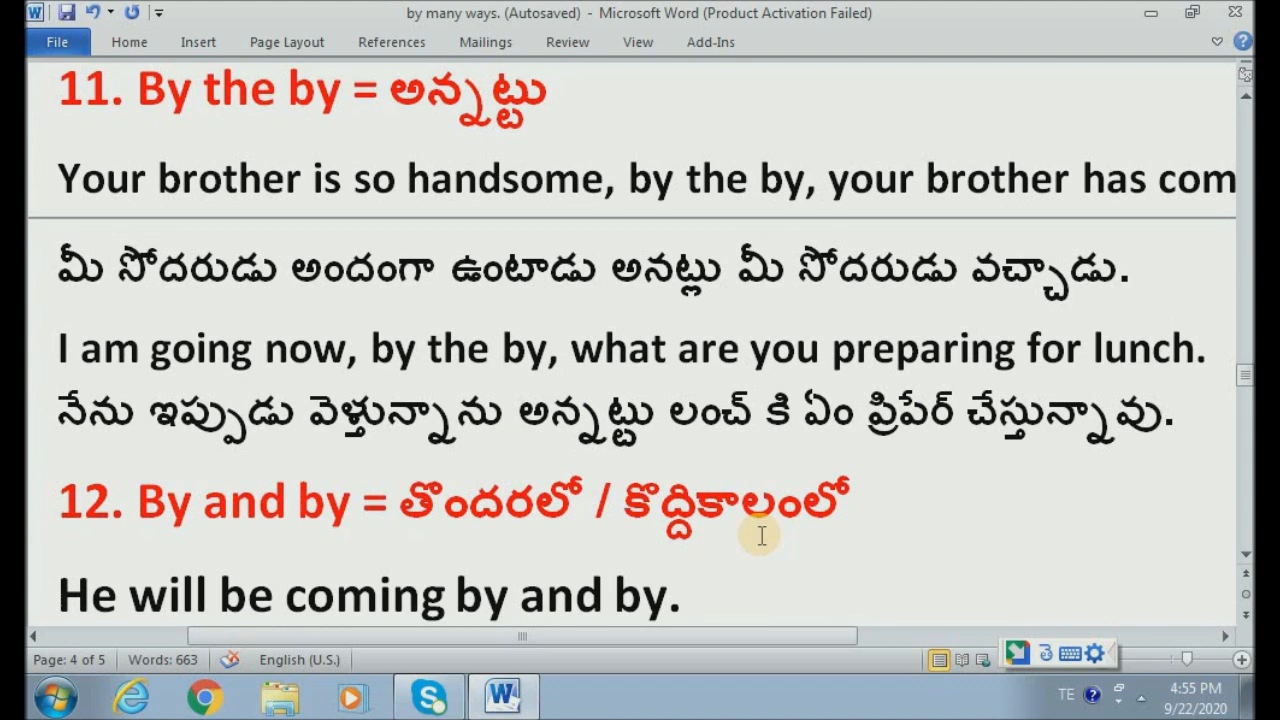 by many ways. (Autosaved) - Microsoft Word (Product Activation Failed)
File Home Insert Page Layout References Mailings Review View Add-Ins
11. By the by = అన్నట్టు
Your brother is so handsome, by the by, your brother has com
మీ సోదరుడు అందంగా ఉంటాడు అనట్లు మీ సోదరుడు వచ్చాడు.
I am going now, by the by, what are you preparing for lunch.
నేను ఇప్పుడు వెళ్తున్నాను అన్నట్టు లంచ్ కి ఏం ప్రిపేర్ చేస్తున్నావు.
12. By and by = తొందరలో / కొద్దికాలంలో
He will be coming by and by.
Page: 4 of 5 Words: 663 English (U.S.)
తె
TE 4:55 PM
9/22/2020